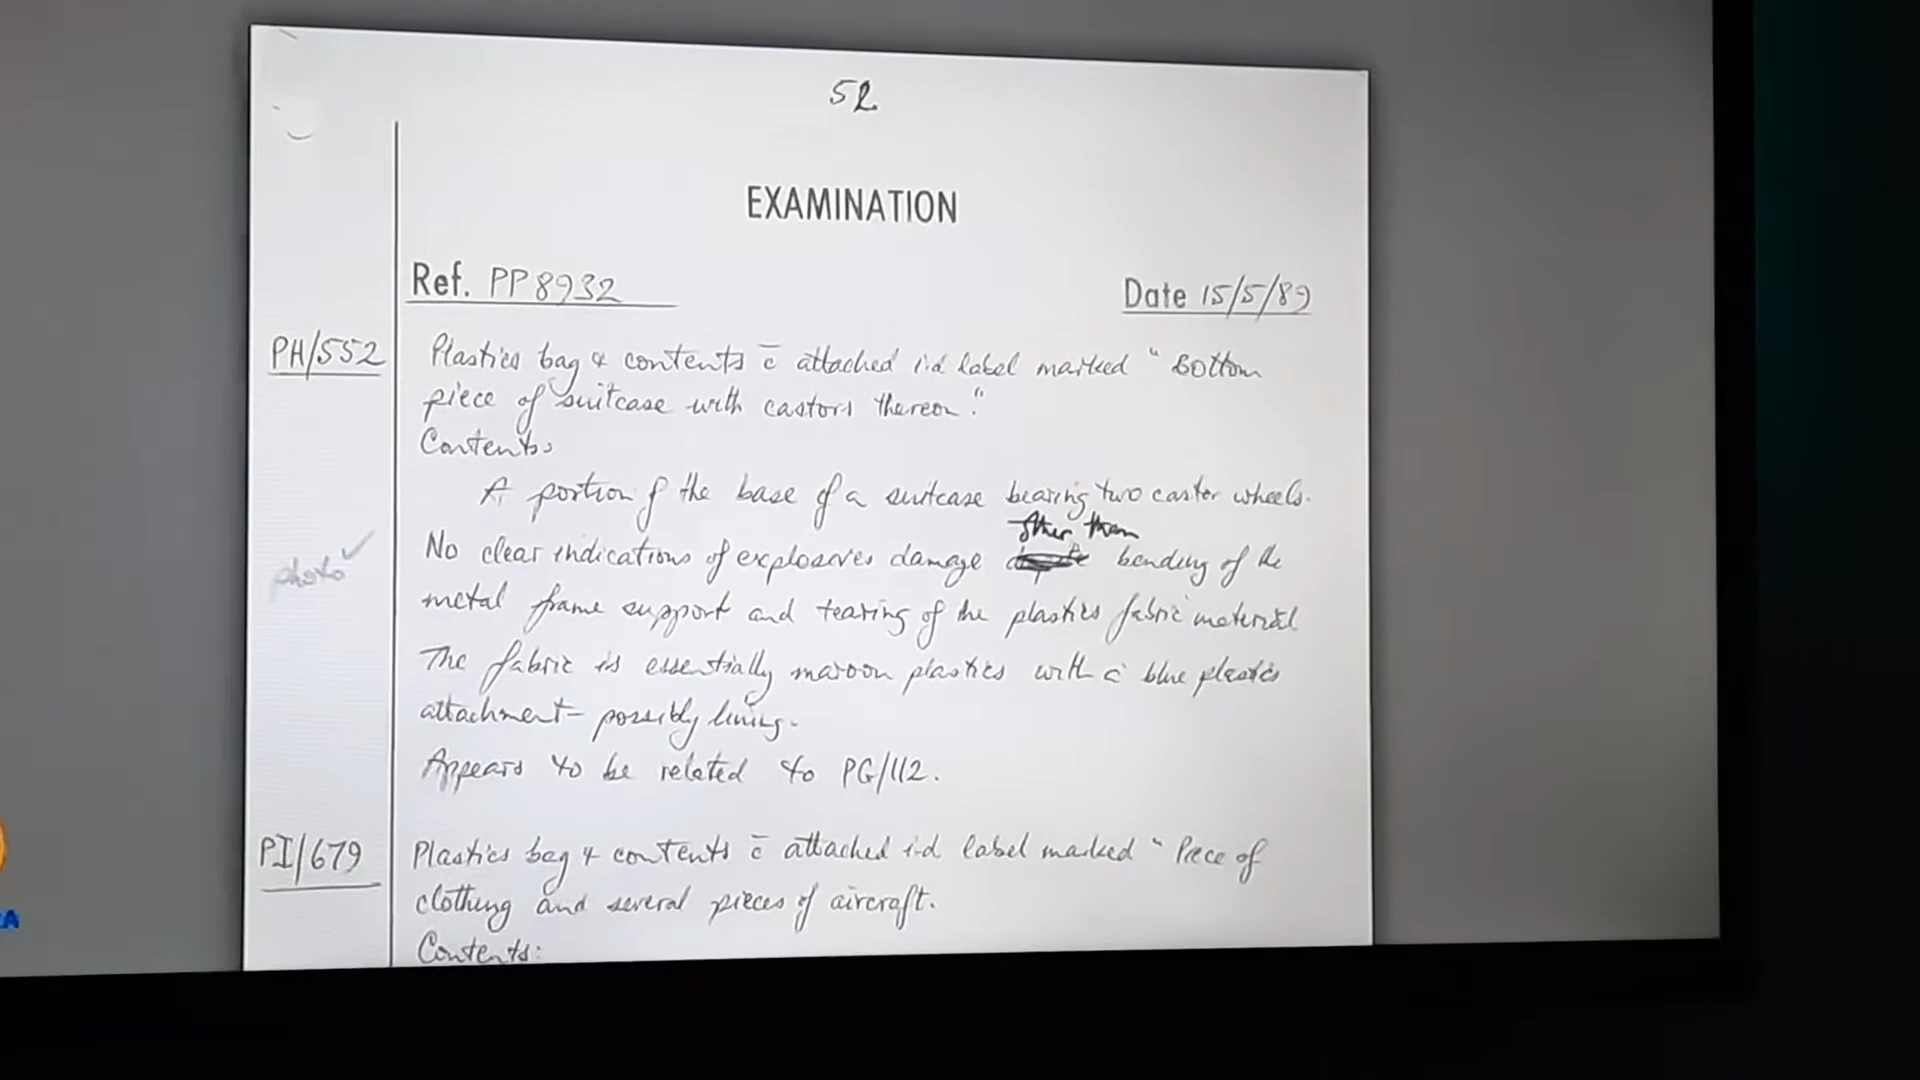 52
EXAMINATION
Ref. PP8932
Date 15/5/89
PH/552
Plastics bag & contents c̄ attached i.d label marked "Bottom
piece of suitcase with castors thereon."
Contents
A portion of the base of a suitcase bearing two castor wheels.
other than
No clear indications of explosives damage bending of the
photo ✓
metal frame support and tearing of the plastics fabric material
The fabric is essentially maroon plastics with a blue plastics
attachment - possibly lining.
Appears to be related to PG/112.
PI/679
Plastics bag & contents c̄ attached i.d label marked "Piece of
clothing and several pieces of aircraft.
Contents: